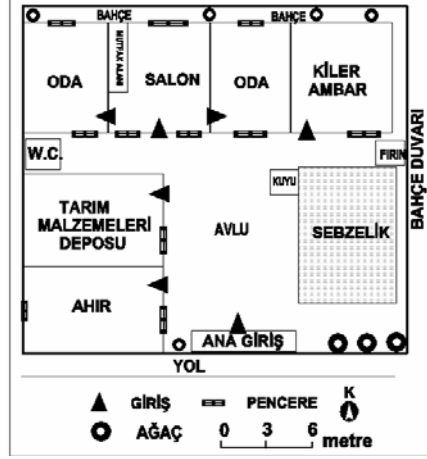 BAHÇE
BAHÇE
MUTFAK ALANI
ODA
SALON
ODA
KİLER
AMBAR
W.C.
FIRIN
BAHÇE DUVARI
KUYU
TARIM
MALZEMELERİ
DEPOSU
AVLU
SEBZELİK
AHIR
ANA GİRİŞ
YOL
GİRİŞ
PENCERE
K
AĞAÇ
0 3 6
metre